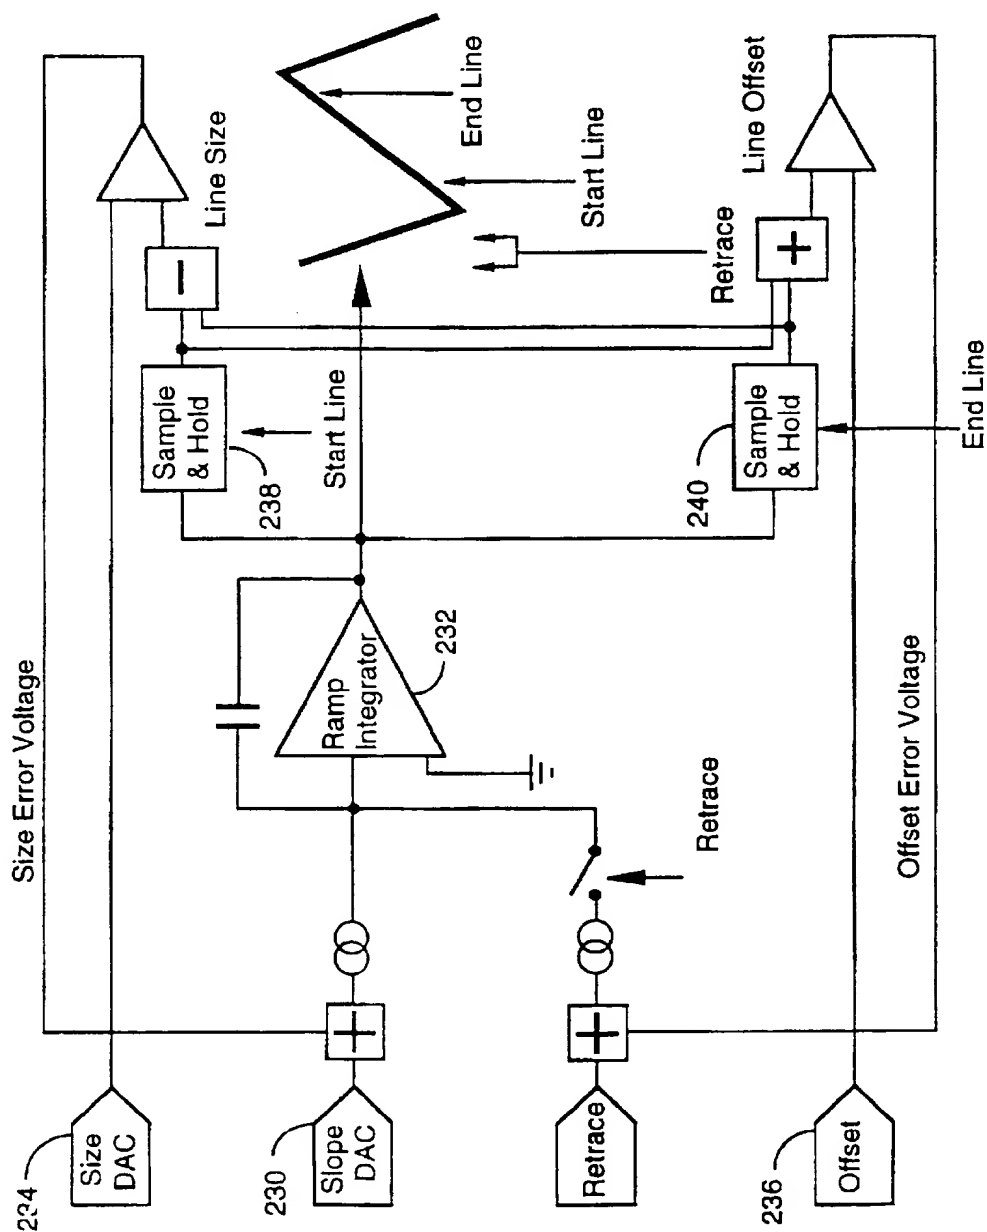 Size Error Voltage
234
Size
DAC
Line Size
Sample
& Hold
238
Start Line
End Line
Start Line
Retrace
230
Slope
DAC
Ramp
Integrator
232
Retrace
Retrace
Line Offset
Sample
& Hold
240
End Line
236
Offset
Offset Error Voltage
+
+
−
+